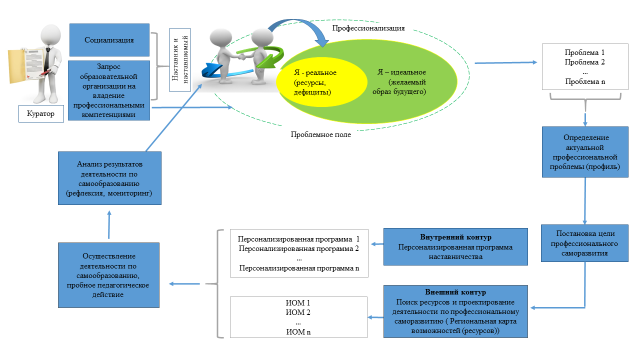 Профессионализация
Социализация
Наставник и
наставляемый
Запрос
образовательной
организации на
владение
профессиональными
компетенциями
Куратор
Я - реальное
(ресурсы,
дефициты)
Я – идеальное
(желаемый
образ будущего)
Проблемное поле
Проблема 1
Проблема 2
...
Проблема n
Определение
актуальной
профессиональной
проблемы (профиль)
Постановка цели
профессионального
саморазвития
Внутренний контур
Персонализированная программа
наставничества
Внешний контур
Поиск ресурсов и проектирование
деятельности по профессиональному
саморазвитию ( Региональная карта
возможностей (ресурсов))
Персонализированная программа 1
Персонализированная программа 2
...
Персонализированная программа n
ИОМ 1
ИОМ 2
...
ИОМ n
Осуществление
деятельности по
самообразованию,
пробное педагогическое
действие
Анализ результатов
деятельности по
самообразованию
(рефлексия, мониторинг)